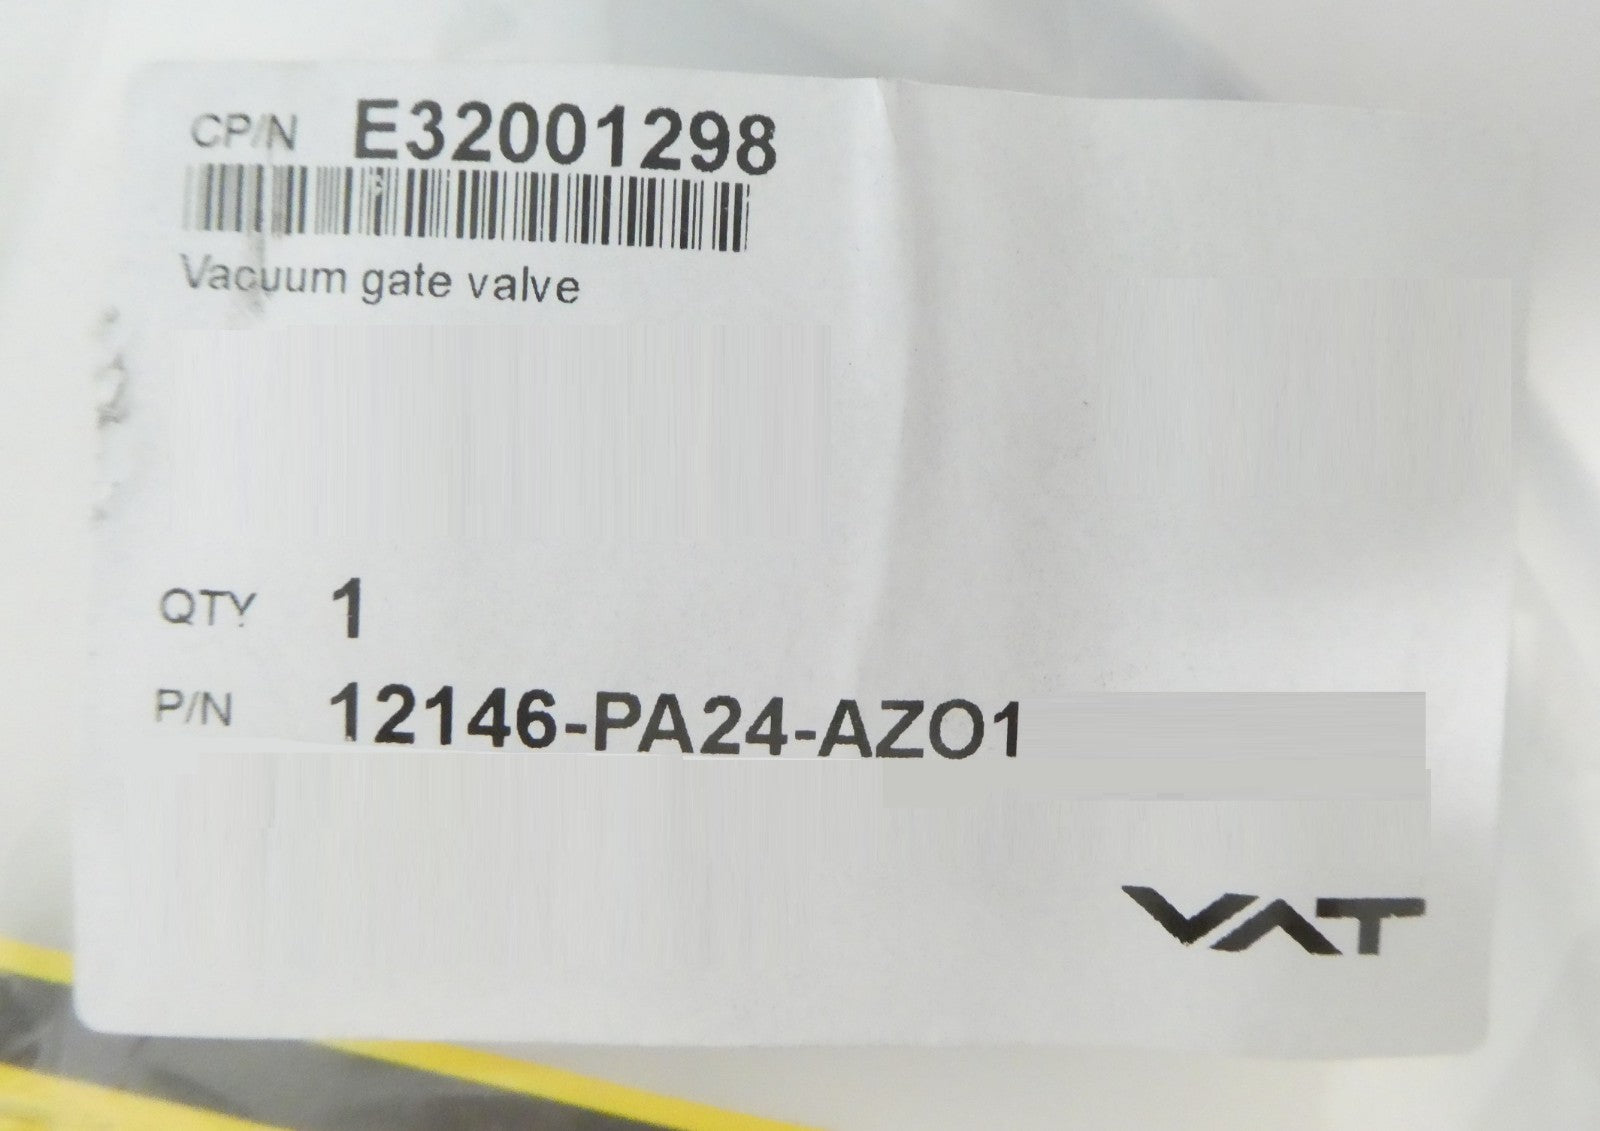 CP/N E32001298
Vacuum gate valve
QTY 1
P/N 12146-PA24-AZO1
VAT